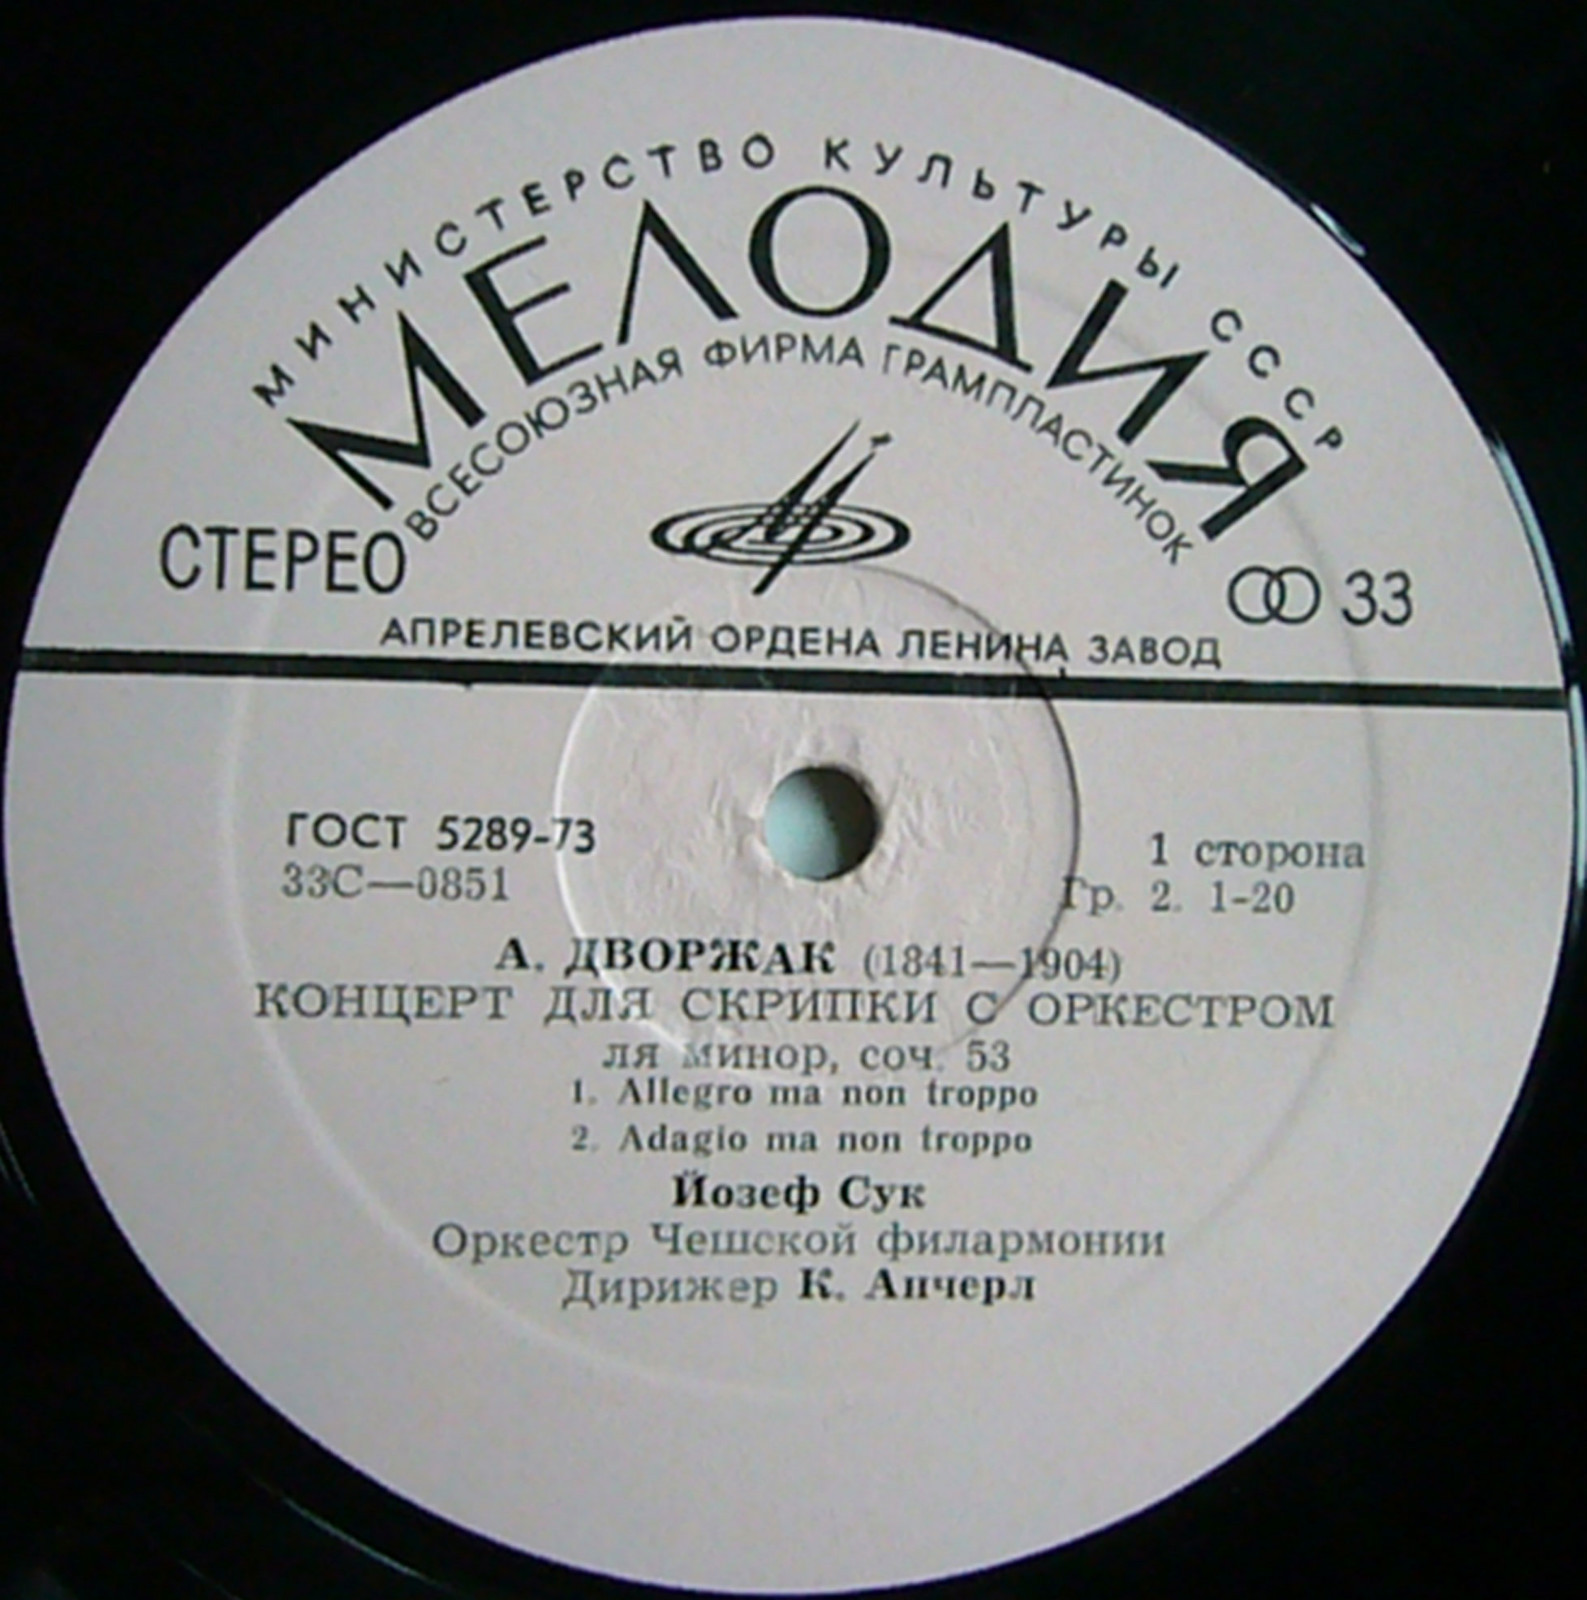 МИНИСТЕРСТВО КУЛЬТУРЫ СССР
МЕЛОДИЯ
ВСЕСОЮЗНАЯ ФИРМА ГРАМПЛАСТИНОК
СТЕРЕО
33
АПРЕЛЕВСКИЙ ОРДЕНА ЛЕНИНА ЗАВОД
ГОСТ 5289-73
1 сторона
33С—0851
Гр. 2. 1-20
А. ДВОРЖАК (1841—1904)
КОНЦЕРТ ДЛЯ СКРИПКИ С ОРКЕСТРОМ
ля минор, соч. 53
1. Allegro ma non troppo
2. Adagio ma non troppo
Йозеф Сук
Оркестр Чешской филармонии
Дирижер К. Анчерл